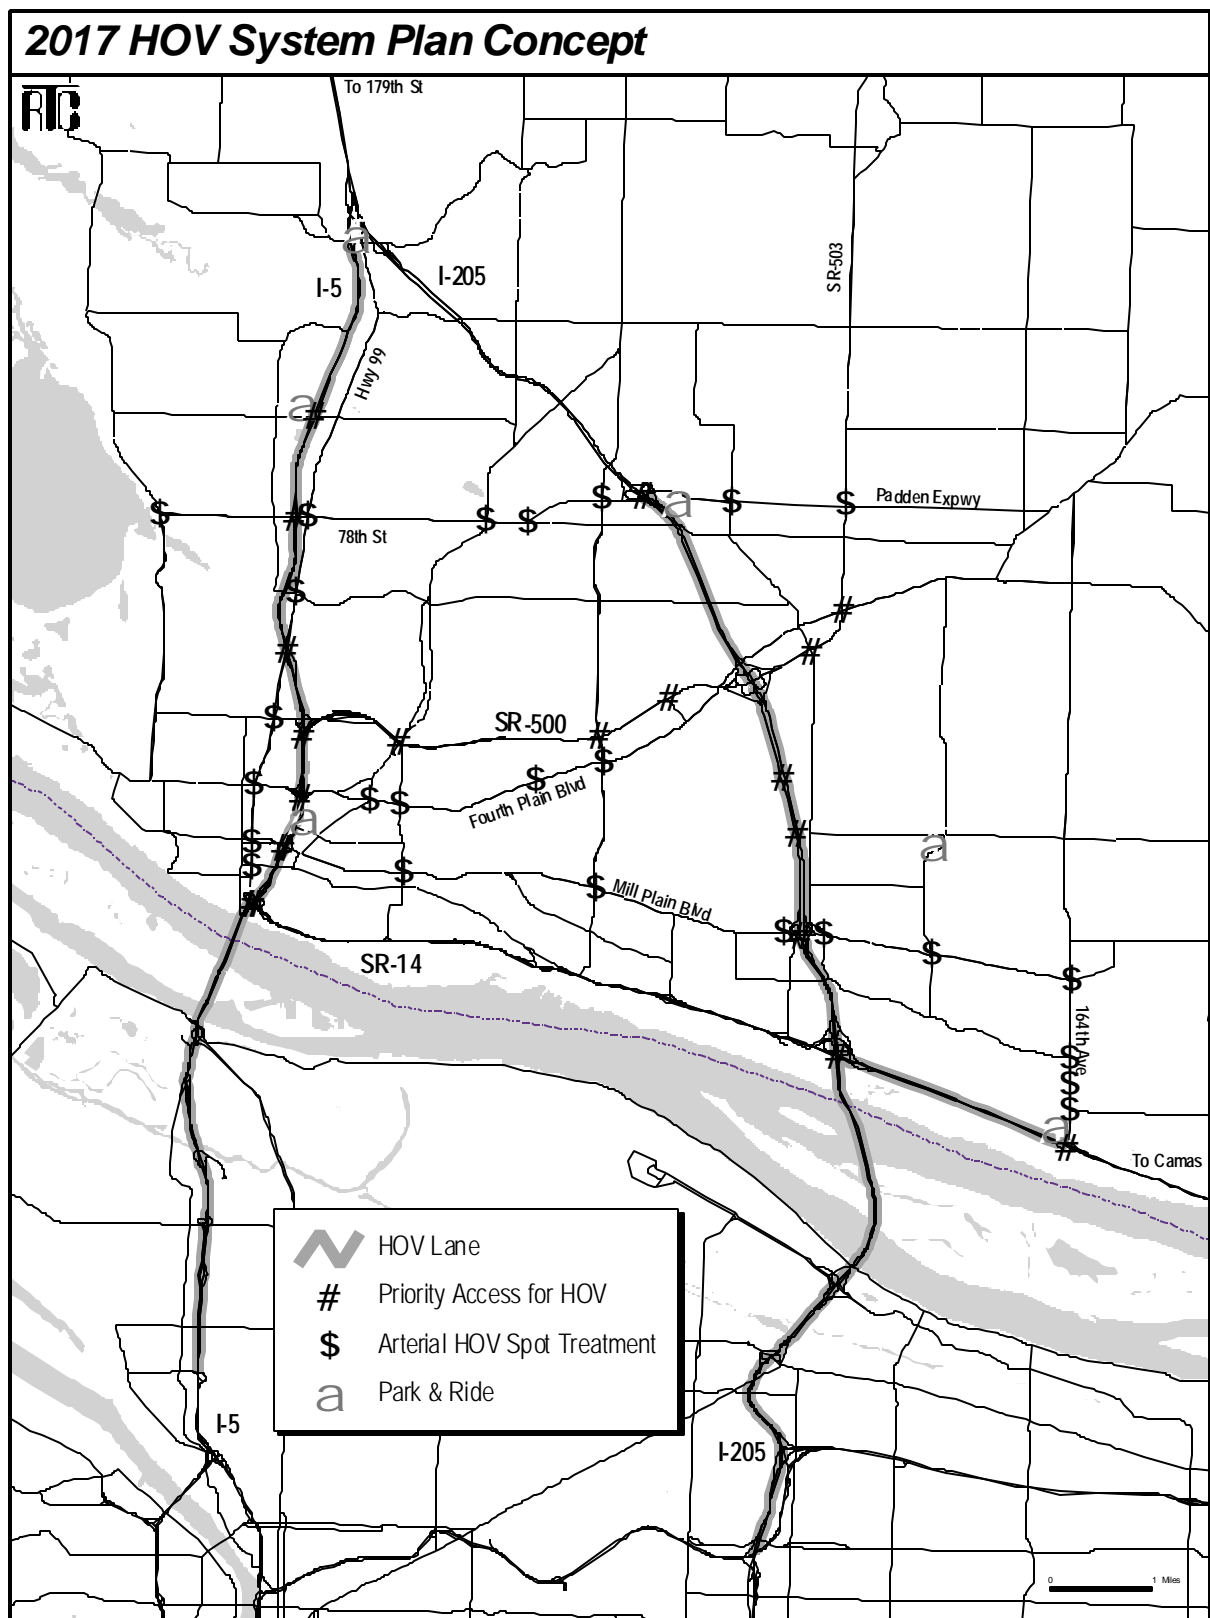 2017 HOV System Plan Concept
RTC
To 179th St
SR-503
I-205
I-5
Hwy 99
a
a
#
$
#
$
78th St
$
$
$
#
a
$
$
Padden Expwy
$
#
#
#
#
$
#
#
SR-500
#
$
$
$
Fourth Plain Blvd
#
#
$
#
$
$
a
#
a
$
#
$
$
$
Mill Plain Blvd
#
$
#
$
$
$
SR-14
164th Ave
#
$
$
$
a
#
To Camas
HOV Lane
# Priority Access for HOV
$ Arterial HOV Spot Treatment
a Park & Ride
I-5
I-205
0 1 Miles